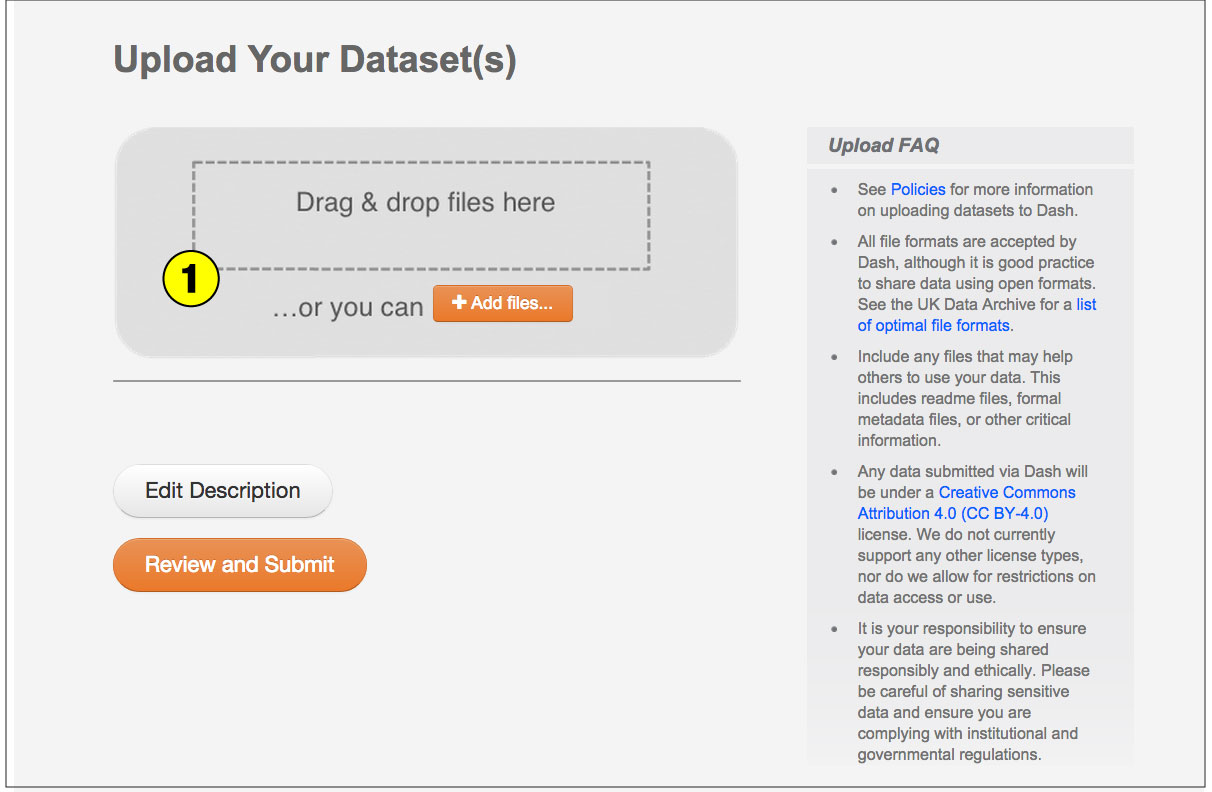 Upload Your Dataset(s)
Drag & drop files here
1
...or you can
+ Add files...
Edit Description
Review and Submit
Upload FAQ
• See Policies for more information
on uploading datasets to Dash.
• All file formats are accepted by
Dash, although it is good practice
to share data using open formats.
See the UK Data Archive for a list
of optimal file formats.
• Include any files that may help
others to use your data. This
includes readme files, formal
metadata files, or other critical
information.
• Any data submitted via Dash will
be under a Creative Commons
Attribution 4.0 (CC BY-4.0)
license. We do not currently
support any other license types,
nor do we allow for restrictions on
data access or use.
• It is your responsibility to ensure
your data are being shared
responsibly and ethically. Please
be careful of sharing sensitive
data and ensure you are
complying with institutional and
governmental regulations.